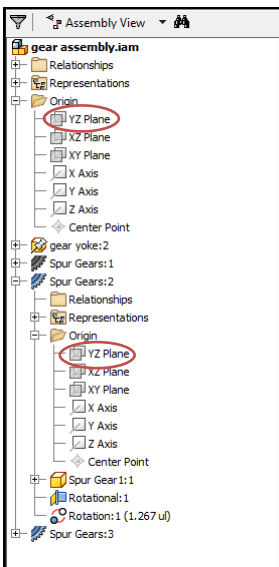 Assembly View
gear assembly.iam
Relationships
Representations
Origin
YZ Plane
XZ Plane
XY Plane
X Axis
Y Axis
Z Axis
Center Point
gear yoke:2
Spur Gears:1
Spur Gears:2
Relationships
Representations
Origin
YZ Plane
XZ Plane
XY Plane
X Axis
Y Axis
Z Axis
Center Point
Spur Gear1:1
Rotational:1
Rotation:1 (1.267 ul)
Spur Gears:3